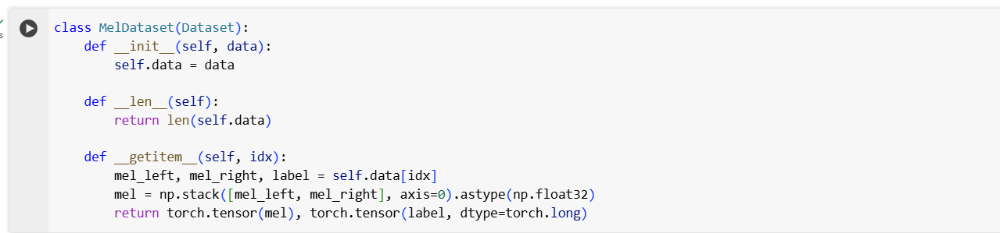 class MelDataset(Dataset):
    def __init__(self, data):
        self.data = data

    def __len__(self):
        return len(self.data)

    def __getitem__(self, idx):
        mel_left, mel_right, label = self.data[idx]
        mel = np.stack([mel_left, mel_right], axis=0).astype(np.float32)
        return torch.tensor(mel), torch.tensor(label, dtype=torch.long)